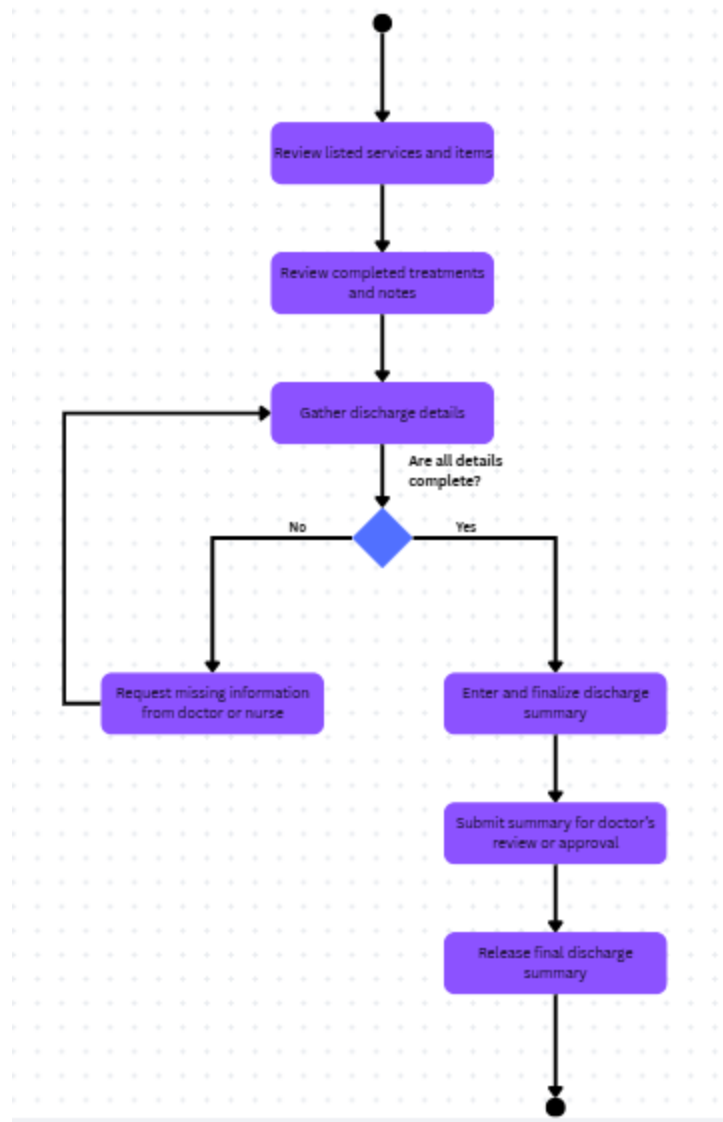 Review listed services and items
Review completed treatments
and notes
Gather discharge details
Are all details
complete?
No
Yes
Request missing information
from doctor or nurse
Enter and finalize discharge
summary
Submit summary for doctor's
review or approval
Release final discharge
summary